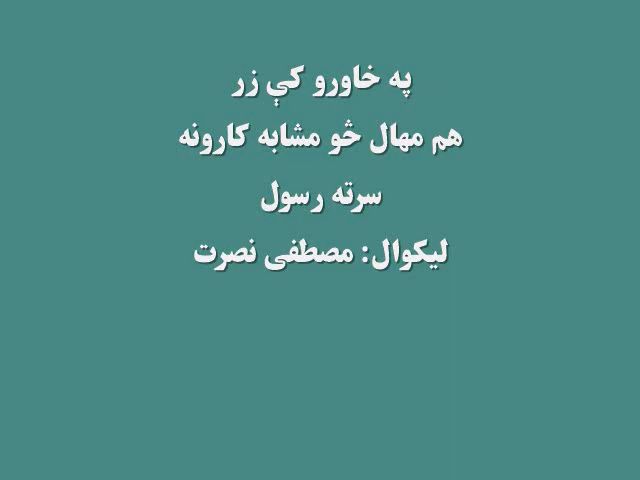 په خاورو کې زر
هم مهال څو مشابه کارونه
سرته رسول
لیکوال: مصطفی نصرت